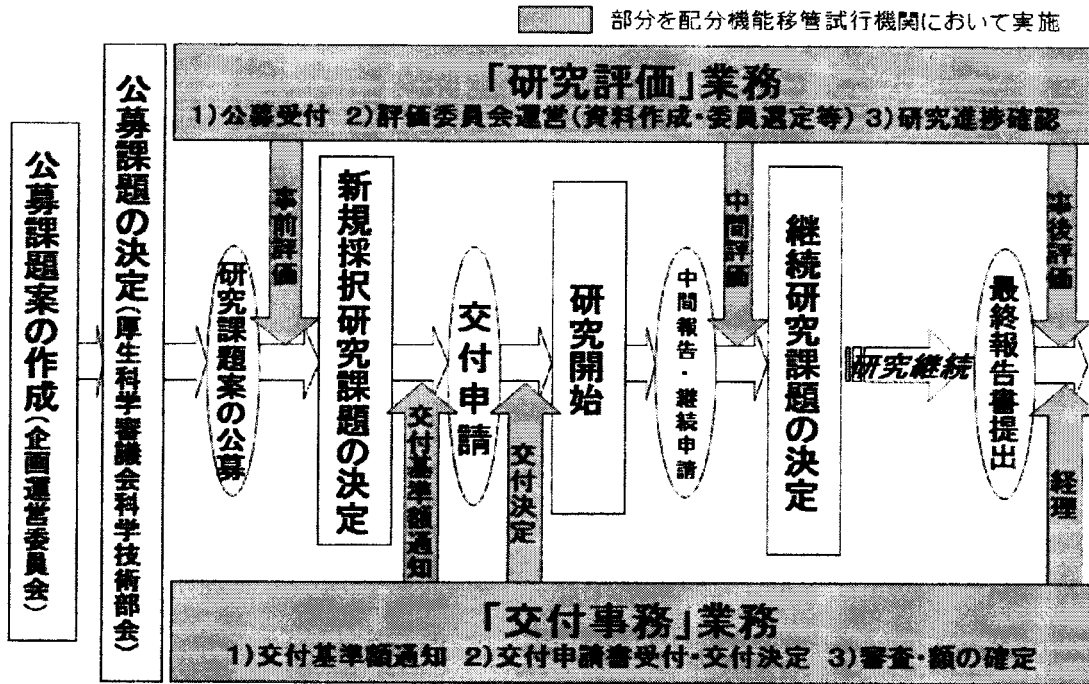 部分を配分機能移管試行機関において実施
「研究評価」業務
1)公募受付 2)評価委員会運営(資料作成・委員選定等) 3)研究進捗確認
公募課題案の作成(企画運営委員会)
公募課題の決定(厚生科学審議会科学技術部会)
研究課題案の公募
事前評価
新規採択研究課題の決定
交付基準額通知
交付申請
交付決定
研究開始
中間報告・継続申請
中間評価
継続研究課題の決定
研究継続
最終報告書提出
事後評価
経理
「交付事務」業務
1)交付基準額通知 2)交付申請書受付・交付決定 3)審査・額の確定